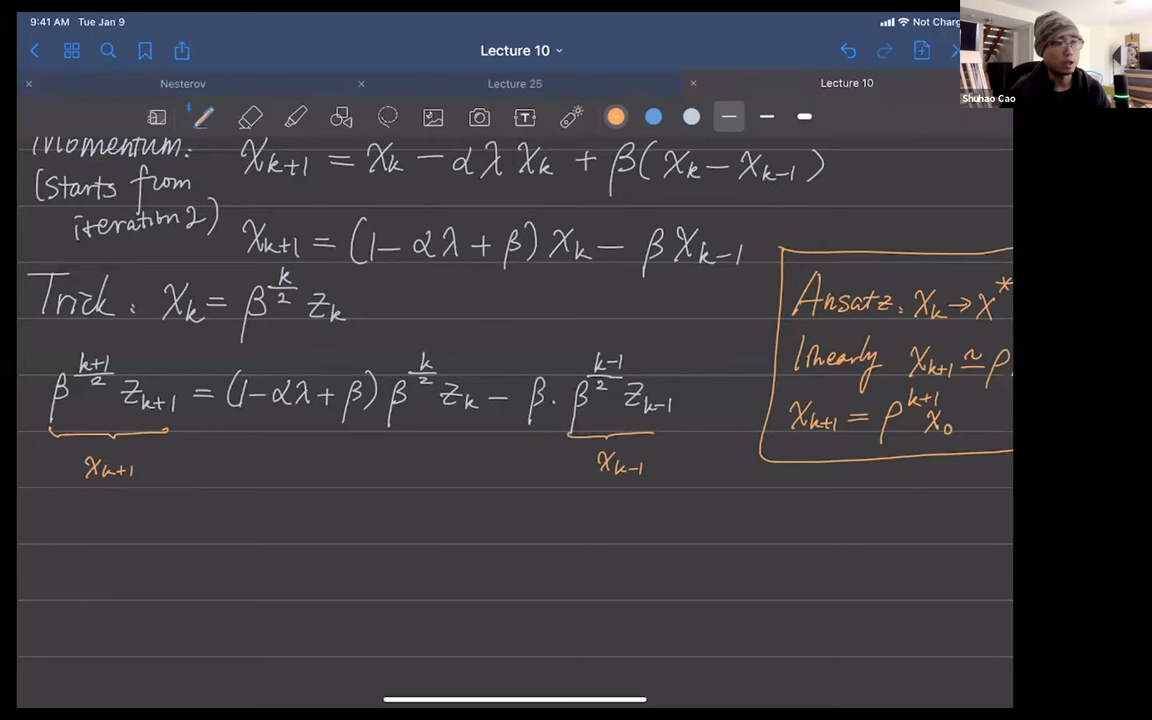 9:41 AM Tue Jan 9
Not Charg
Lecture 10
Nesterov
Lecture 25
Lecture 10
Shuhao Cao
Momentum:
(starts from
iteration 2)
x_{k+1} = x_k − αλ x_k + β(x_k − x_{k−1})
x_{k+1} = (1 − αλ + β) x_k − β x_{k−1}
Trick: x_k = β^{k/2} z_k
β^{(k+1)/2} z_{k+1} = (1 − αλ + β) β^{k/2} z_k − β · β^{(k−1)/2} z_{k−1}
x_{k+1}
x_{k−1}
Ansatz: x_k → x^*
linearly x_{k+1} ≃ ρ
x_{k+1} = ρ^{k+1} x_0